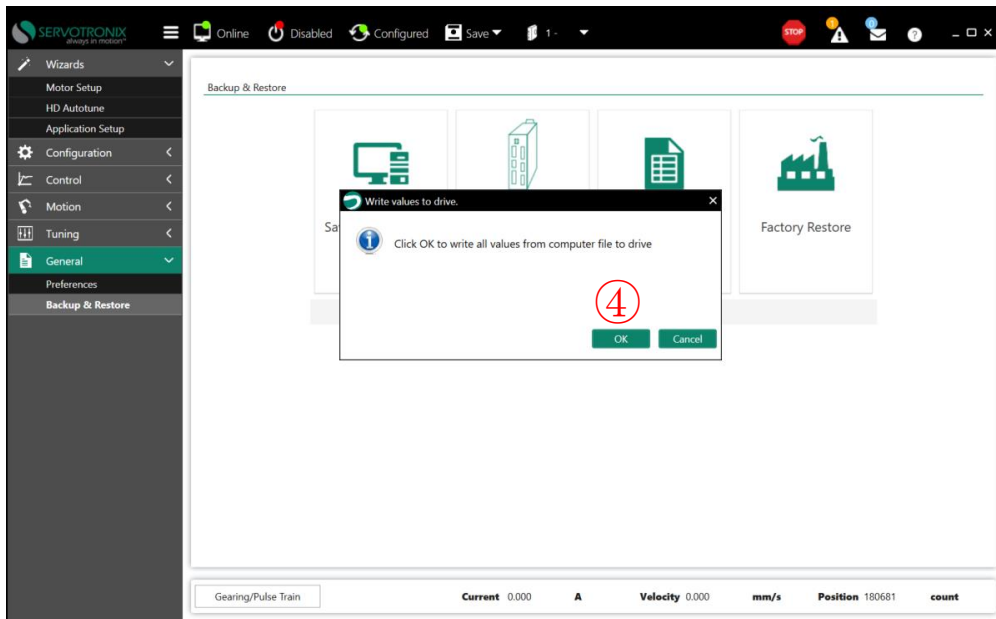 SERVOTRONIX
always in motion™
Online
Disabled
Configured
Save
1 -
STOP
1
0
?
Wizards
Motor Setup
HD Autotune
Application Setup
Configuration
Control
Motion
Tuning
General
Preferences
Backup & Restore
Backup & Restore
Sa
Factory Restore
Write values to drive.
Click OK to write all values from computer file to drive
④
OK
Cancel
Gearing/Pulse Train
Current 0.000 A
Velocity 0.000 mm/s
Position 180681 count